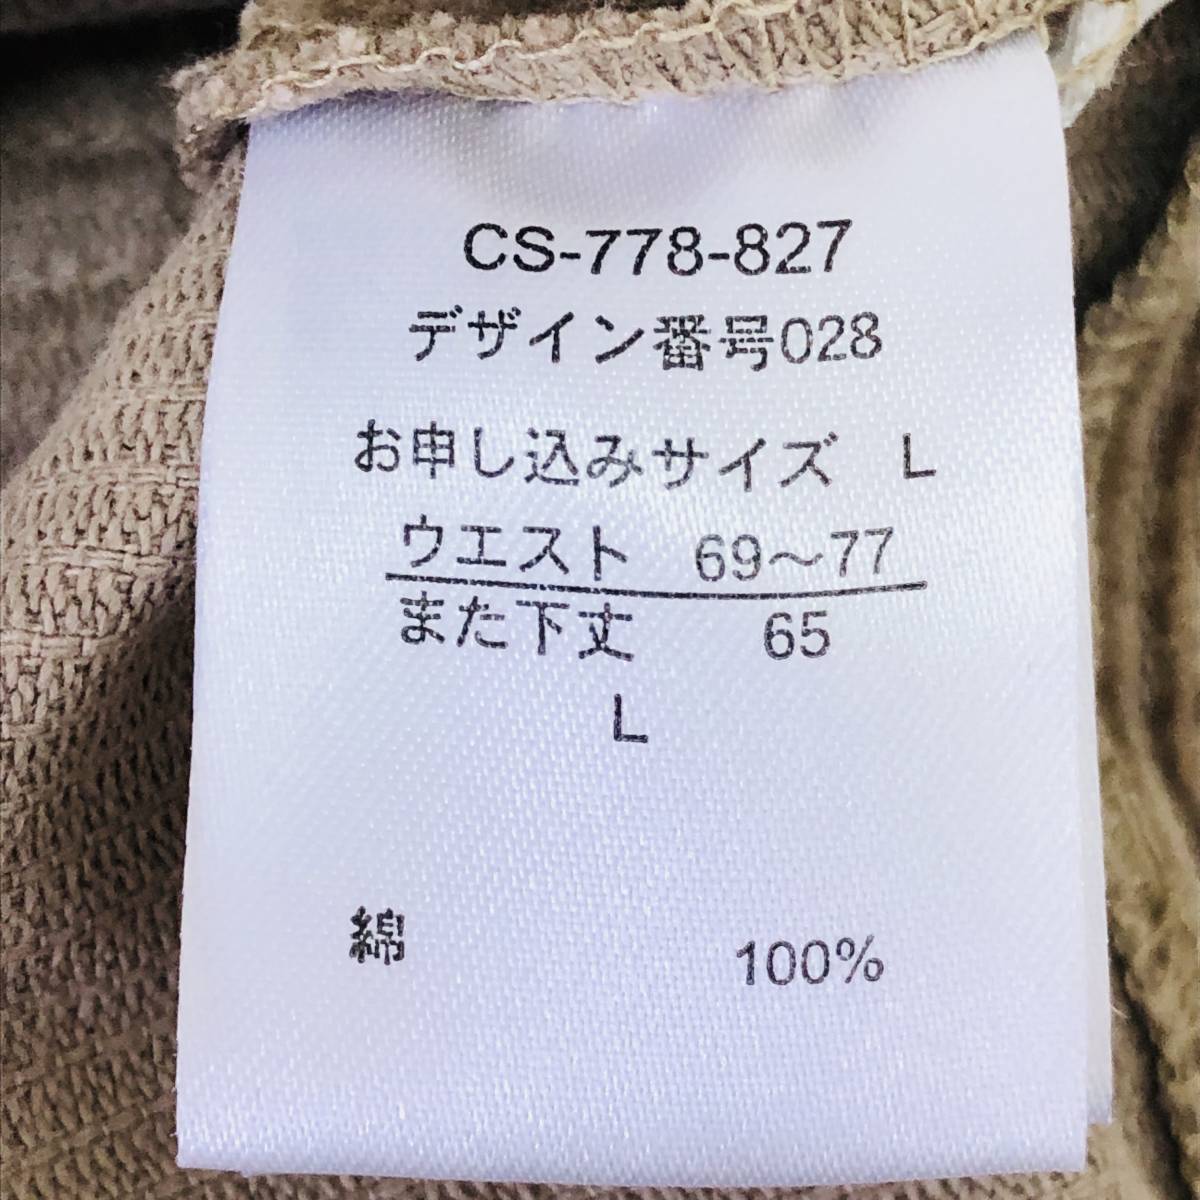 CS-778-827
デザイン番号028
お申し込みサイズ L
ウエスト 69〜77
また下丈 65
L
綿 100%